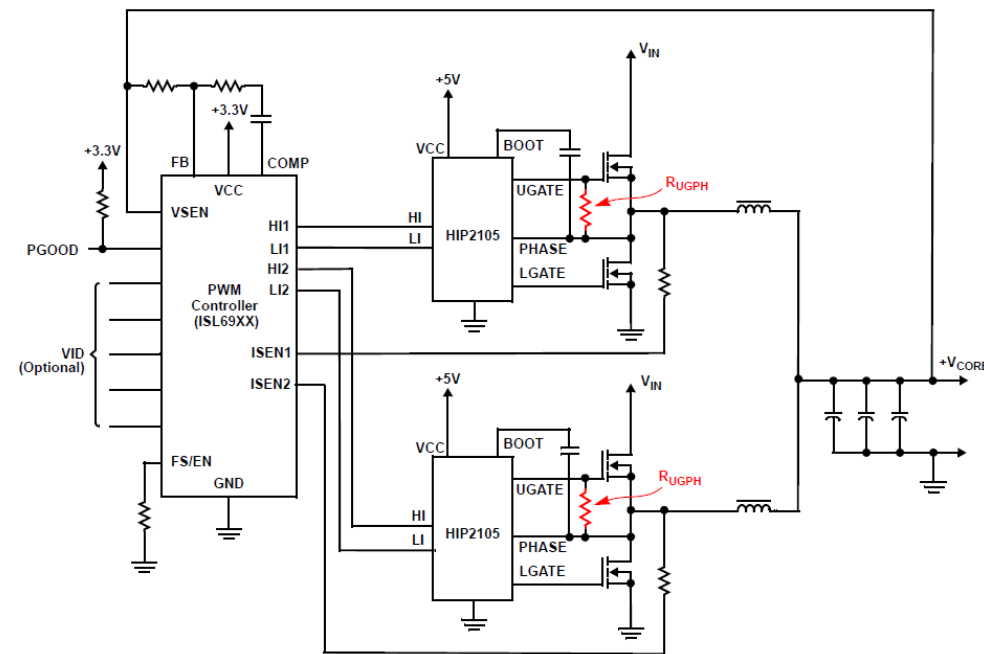 VIN
+5V
+3.3V
+3.3V
VCC
BOOT
FB
COMP
VCC
UGATE
RUGPH
VSEN
HI1
HI
HIP2105
PGOOD
LI1
LI
PHASE
HI2
LGATE
PWM
Controller
(ISL69XX)
LI2
VID
(Optional)
ISEN1
ISEN2
+5V
VIN
+VCORE
VCC
BOOT
FS/EN
GND
UGATE
RUGPH
HI
HIP2105
LI
PHASE
LGATE